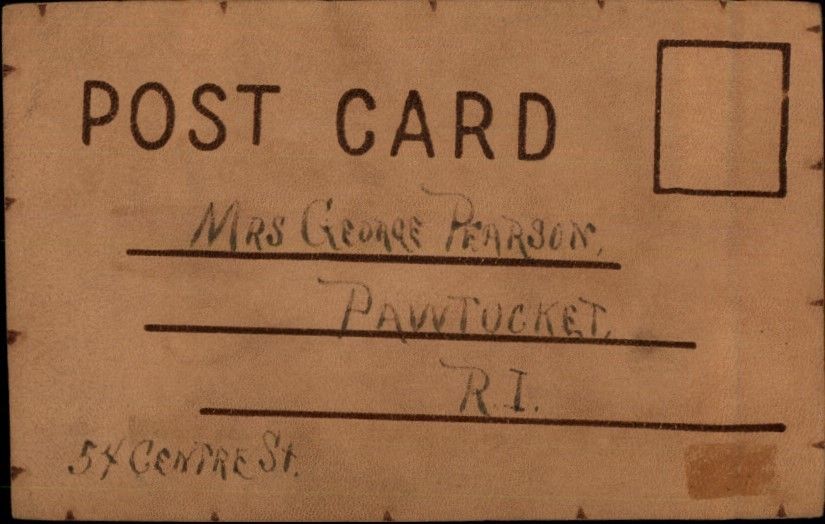 POST CARD
MRS GEORGE PEARSON,
PAWTUCKET,
R.I.
54 CENTRE St.